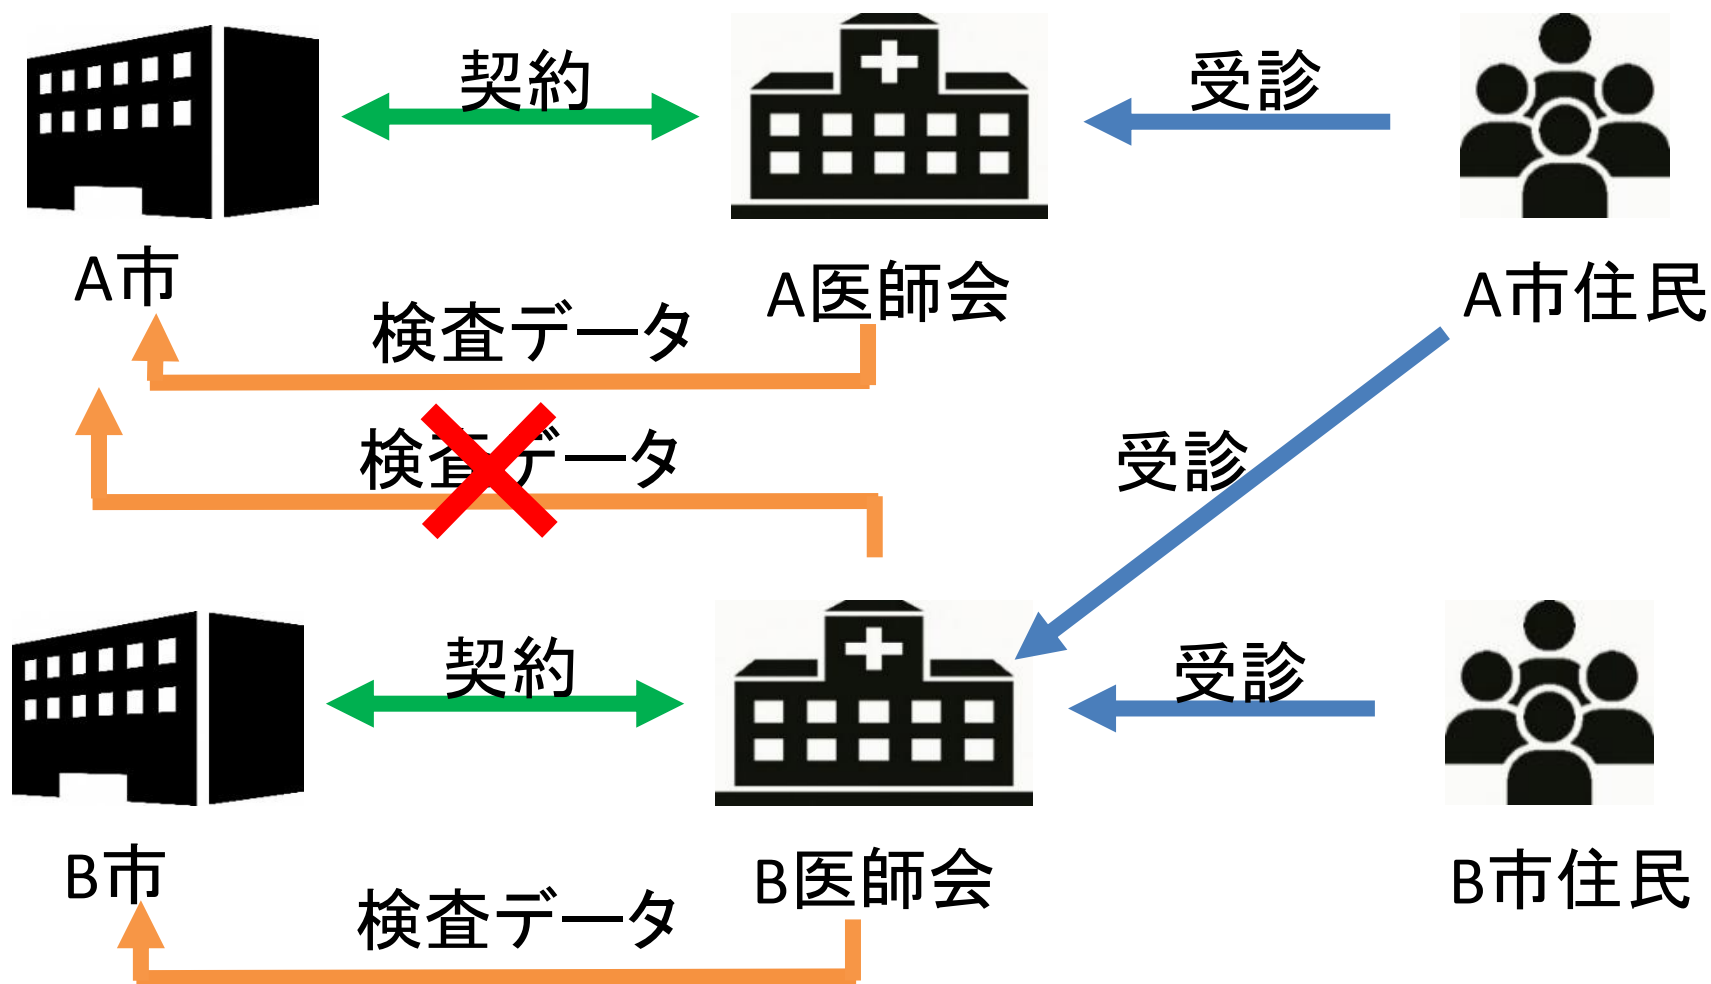 契約
受診
A市
A医師会
A市住民
検査データ
検査データ
受診
契約
受診
B市
B医師会
B市住民
検査データ